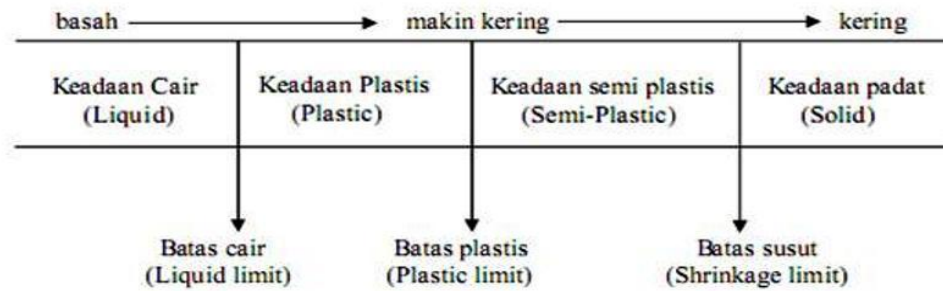 basah makin kering kering
Keadaan Cair
(Liquid)
Keadaan Plastis
(Plastic)
Keadaan semi plastis
(Semi-Plastic)
Keadaan padat
(Solid)
Batas cair
(Liquid limit)
Batas plastis
(Plastic limit)
Batas susut
(Shrinkage limit)